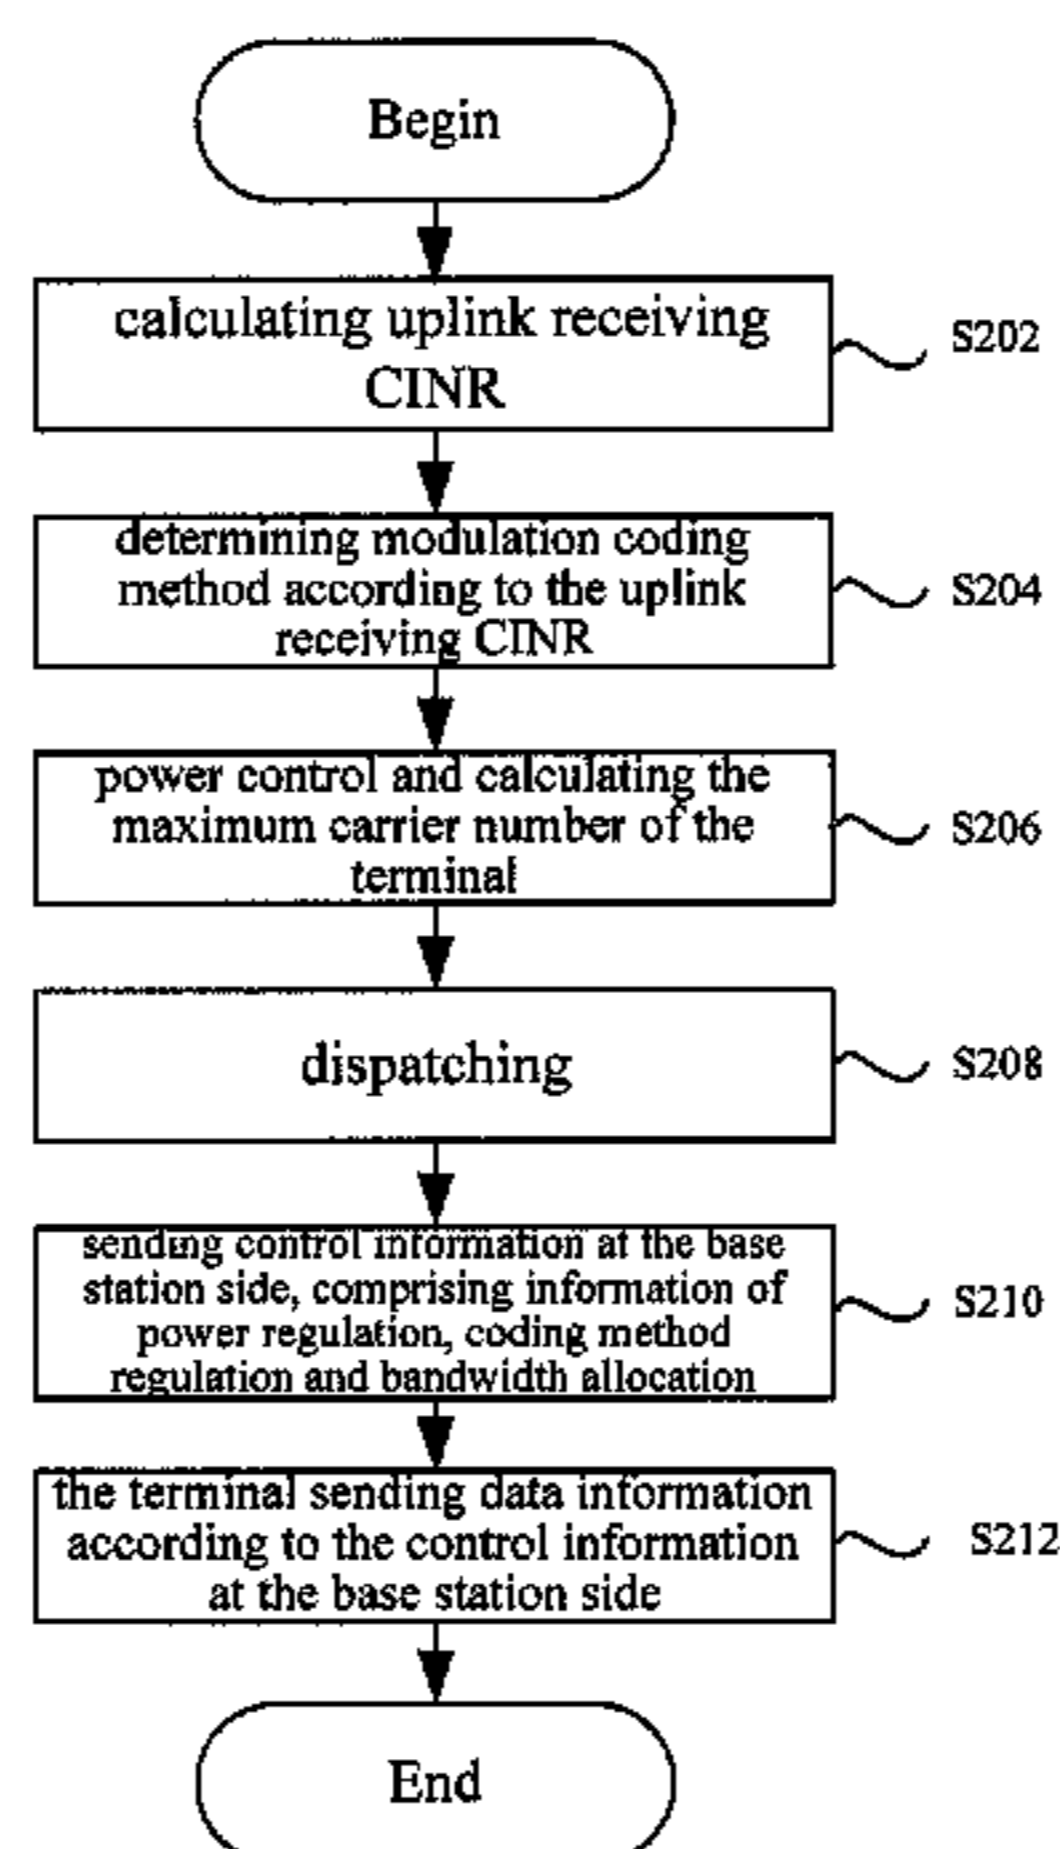 Begin
calculating uplink receiving
CINR
S202
determining modulation coding
method according to the uplink
receiving CINR
S204
power control and calculating the
maximum carrier number of the
terminal
S206
dispatching
S208
sending control information at the base
station side, comprising information of
power regulation, coding method
regulation and bandwidth allocation
S210
the terminal sending data information
according to the control information
at the base station side
S212
End